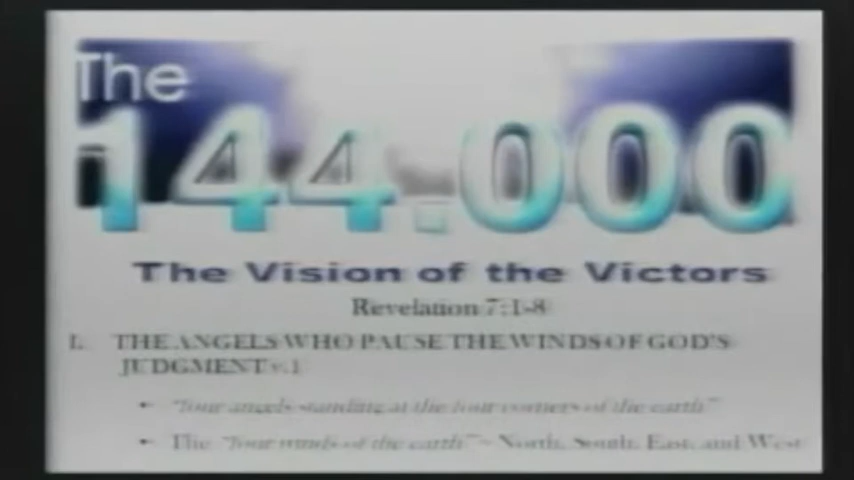 The
144.000
The Vision of the Victors
Revelation 7:1-8
I. THE ANGELS WHO PAUSE THE WINDS OF GOD'S
JUDGMENT v.1
• "four angels standing at the four corners of the earth"
• The "four winds of the earth" ~ North, South, East, and West